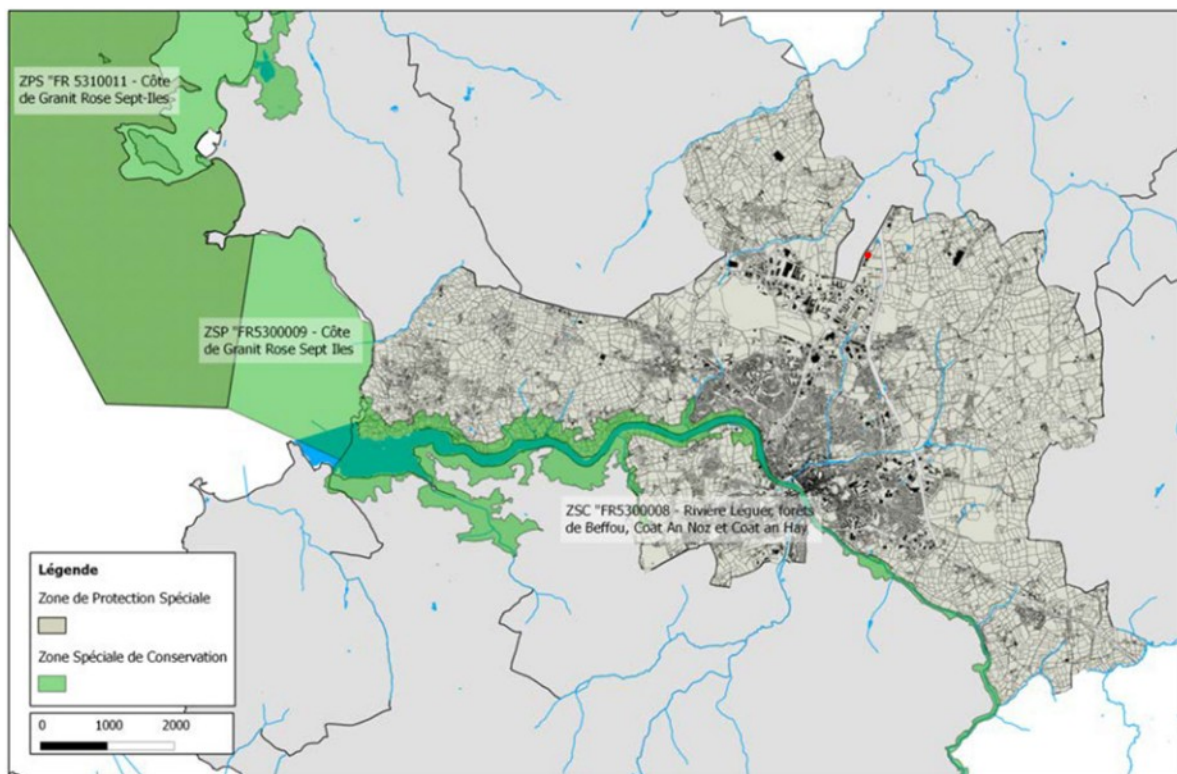 ZPS "FR 5310011 - Côte
de Granit Rose Sept-Iles
ZSP "FR5300009 - Côte
de Granit Rose Sept Iles
ZSC "FR5300008 - Rivière Léguer, forêts
de Beffou, Coat An Noz et Coat an Hay
Légende
Zone de Protection Spéciale
Zone Spéciale de Conservation
0 1000 2000